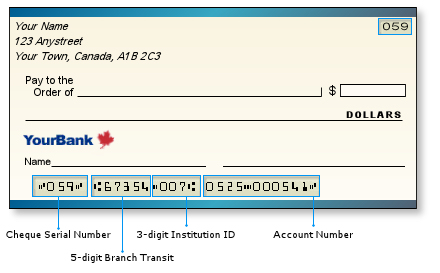 Your Name
059
123 Anystreet
Your Town, Canada, A1B 2C3
Pay to the
Order of
$
DOLLARS
YourBank
Name
⑈059⑈ ⑆67354⑉007⑆ 0525⑉000541⑈
Cheque Serial Number
3-digit Institution ID
Account Number
5-digit Branch Transit